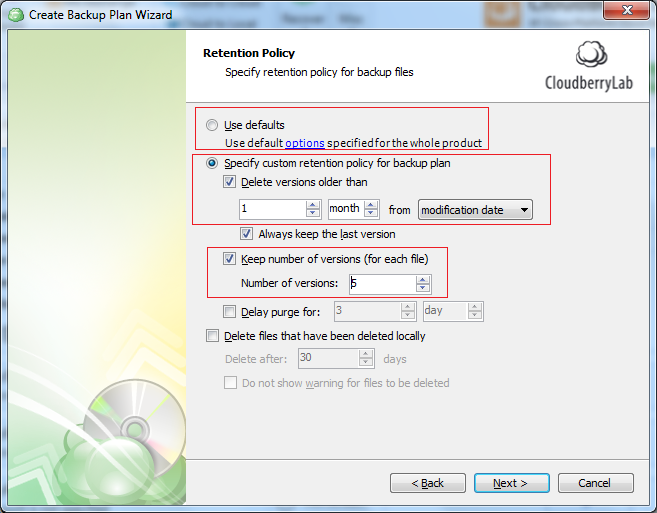 Create Backup Plan Wizard
Retention Policy
Specify retention policy for backup files
CloudberryLab
Use defaults
Use default options specified for the whole product
Specify custom retention policy for backup plan
Delete versions older than
1 month from modification date
Always keep the last version
Keep number of versions (for each file)
Number of versions: 5
Delay purge for: 3 day
Delete files that have been deleted locally
Delete after: 30 days
Do not show warning for files to be deleted
< Back Next > Cancel